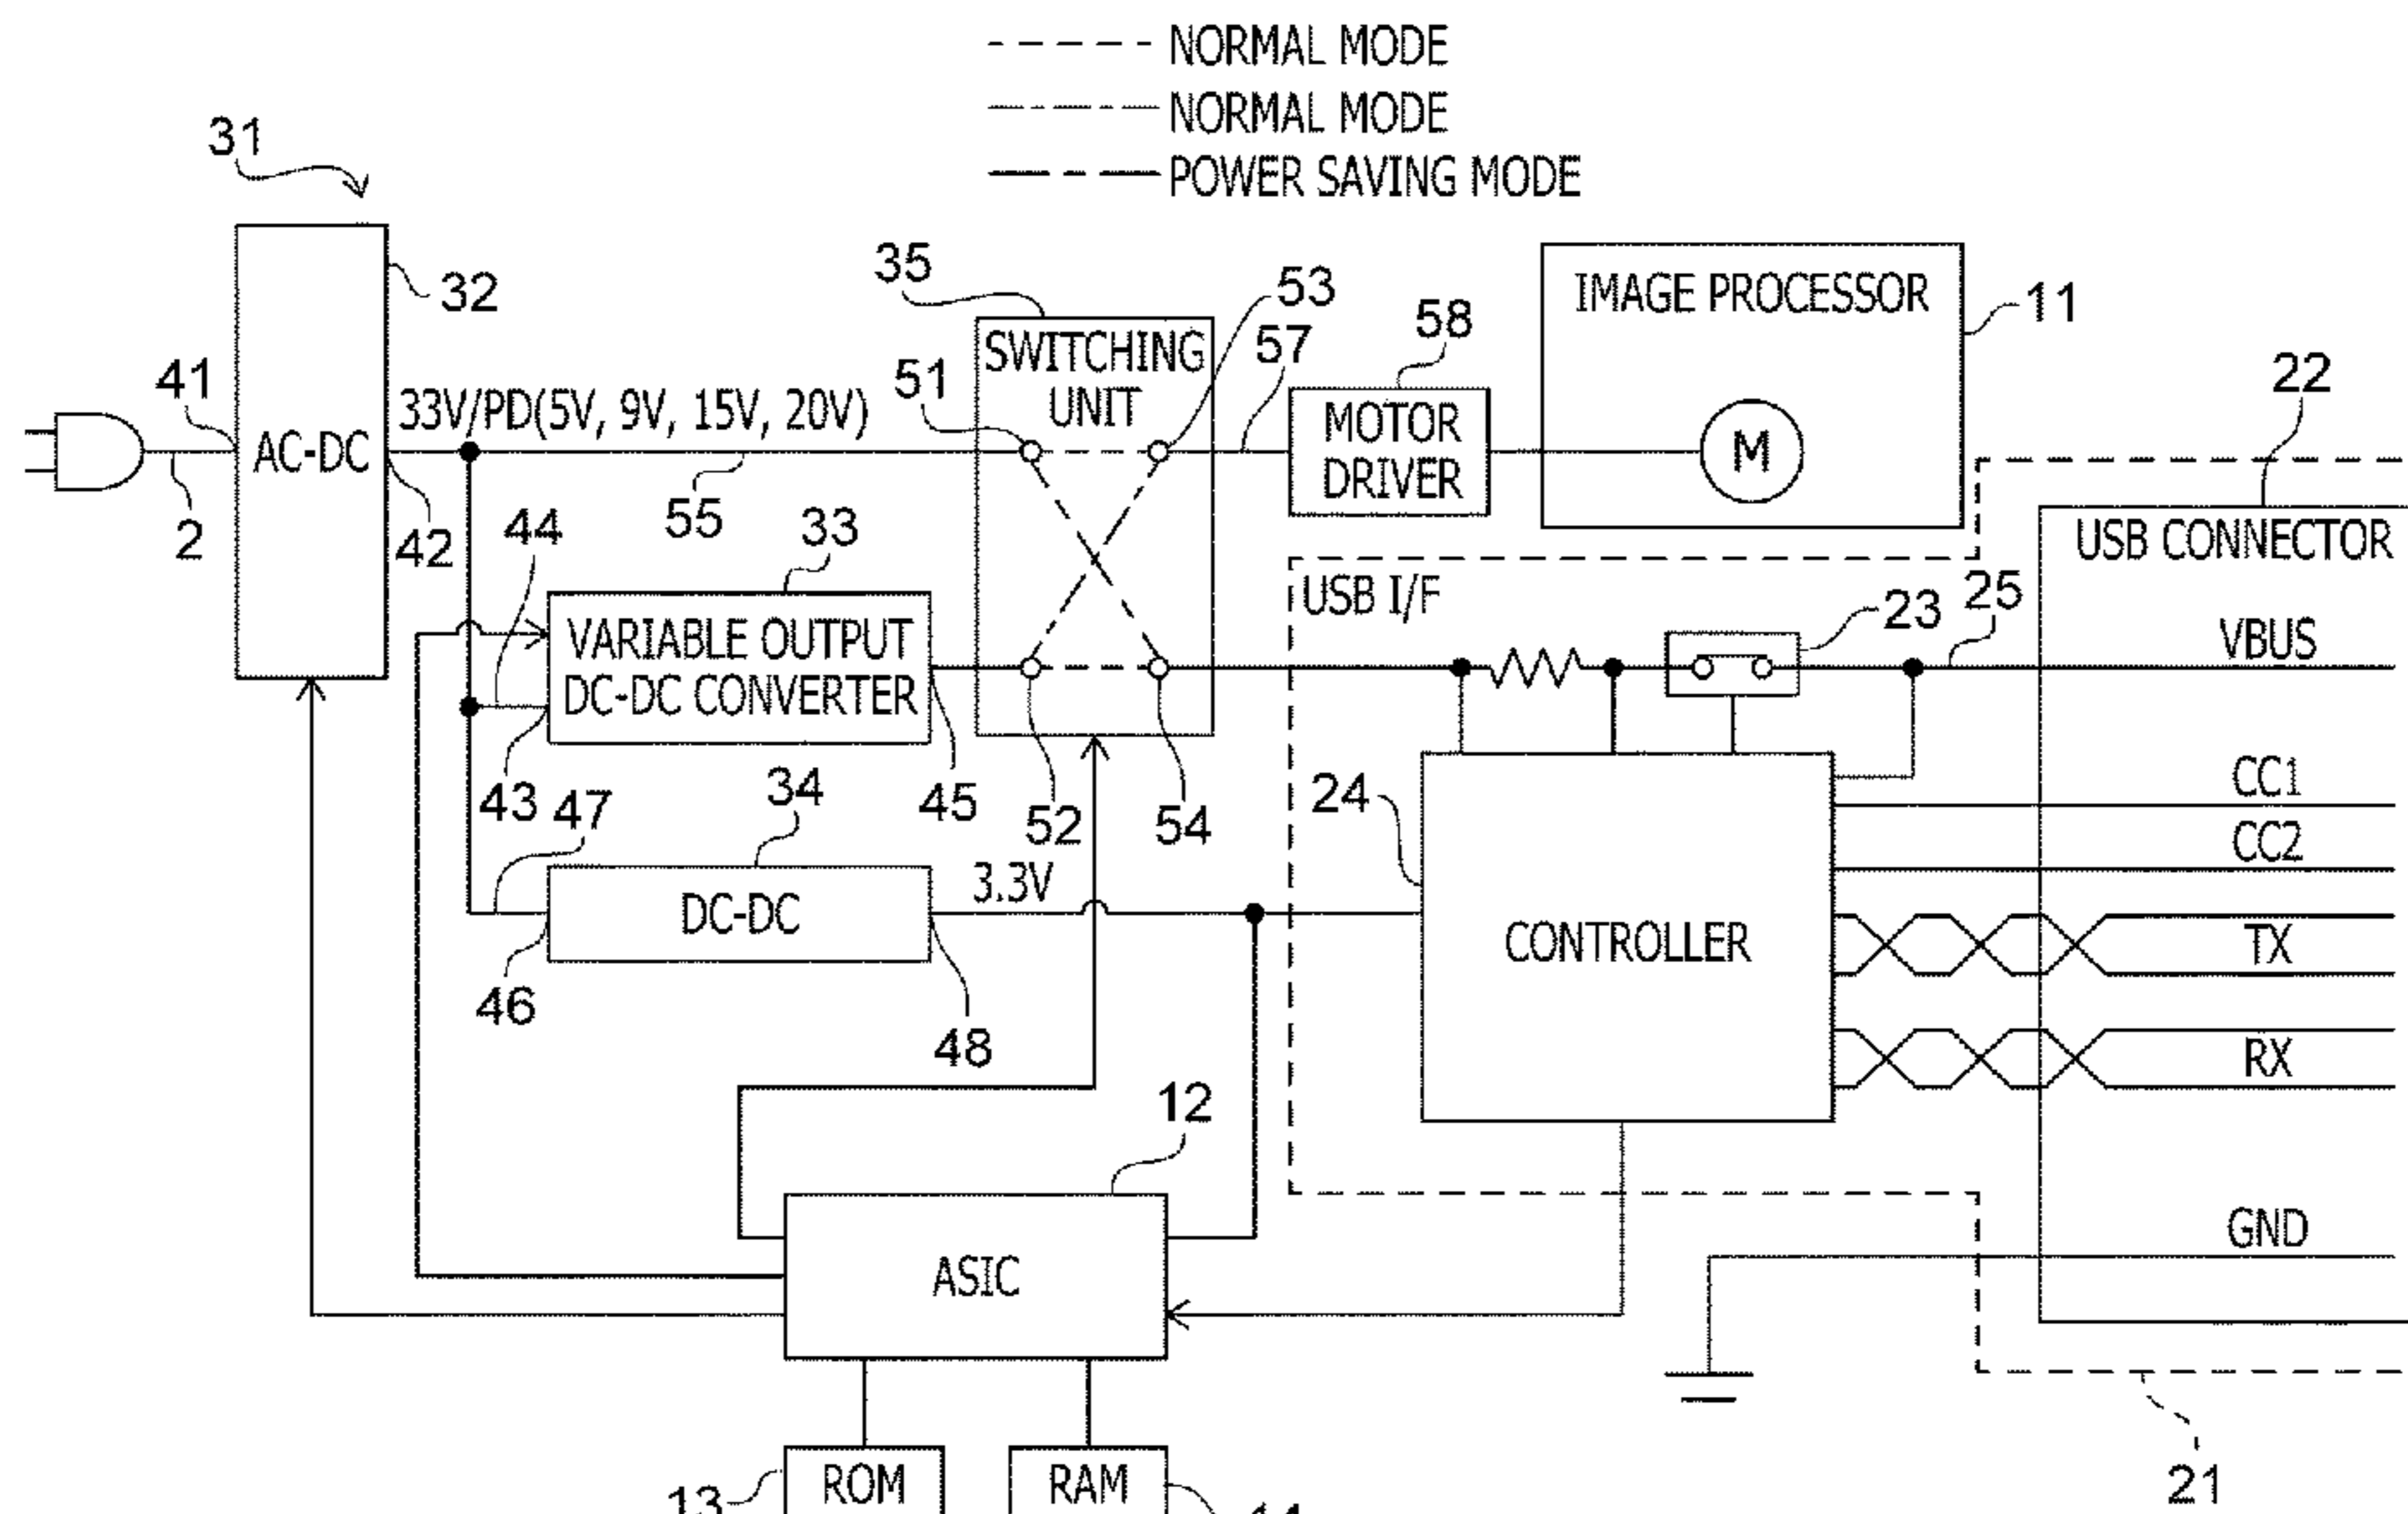 NORMAL MODE
NORMAL MODE
POWER SAVING MODE
31
32
35
53
IMAGE PROCESSOR
11
58
57
SWITCHING
UNIT
51
22
41
33V/PD(5V, 9V, 15V, 20V)
AC-DC
MOTOR
DRIVER
M
2
42
55
44
33
USB CONNECTOR
USB I/F
23
25
VARIABLE OUTPUT
DC-DC CONVERTER
VBUS
43
47
34
45
52
54
24
CC1
CC2
3.3V
DC-DC
CONTROLLER
TX
46
48
RX
12
GND
ASIC
ROM
RAM
21